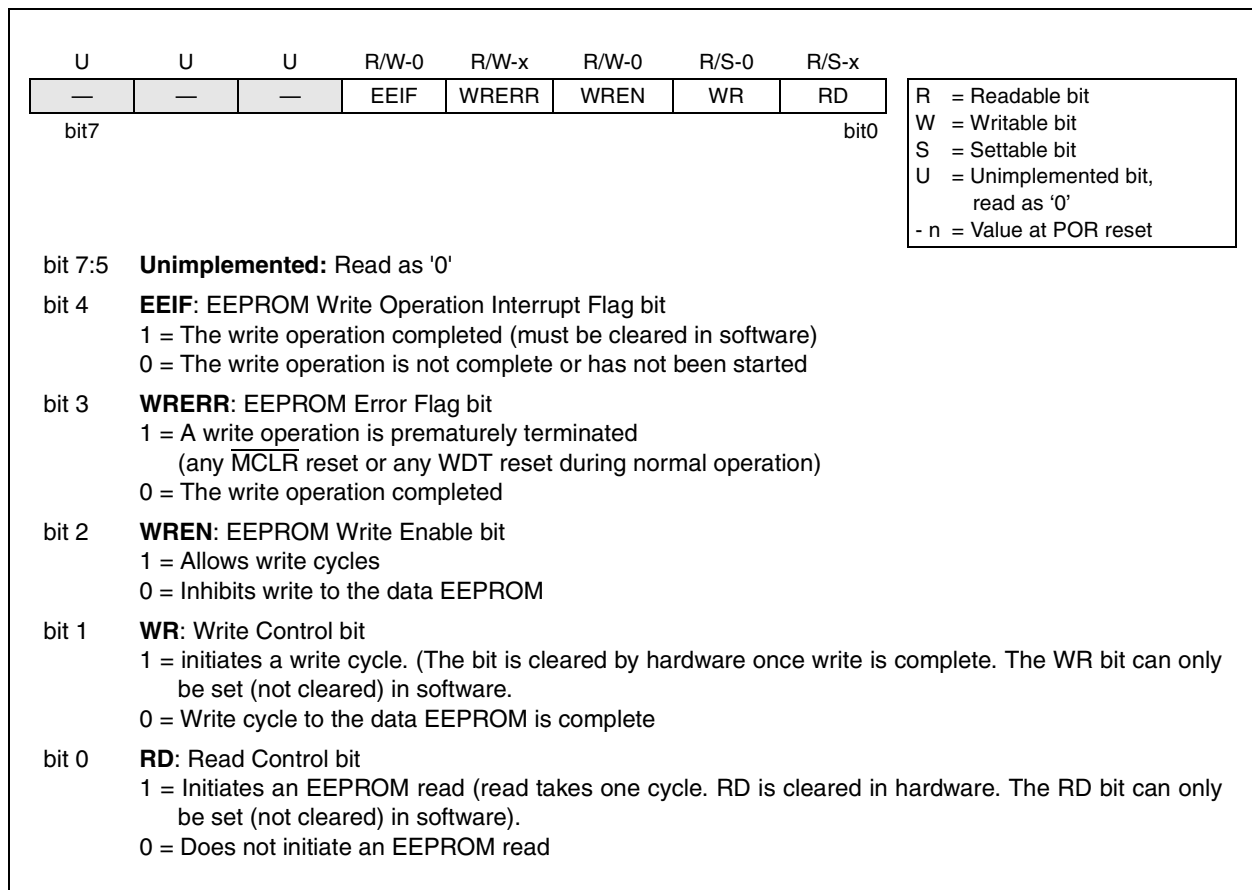 U U U R/W-0 R/W-x R/W-0 R/S-0 R/S-x
— — — EEIF WRERR WREN WR RD
bit7 bit0
R = Readable bit
W = Writable bit
S = Settable bit
U = Unimplemented bit,
read as ‘0’
- n = Value at POR reset
bit 7:5 Unimplemented: Read as '0'
bit 4 EEIF: EEPROM Write Operation Interrupt Flag bit
1 = The write operation completed (must be cleared in software)
0 = The write operation is not complete or has not been started
bit 3 WRERR: EEPROM Error Flag bit
1 = A write operation is prematurely terminated
(any MCLR reset or any WDT reset during normal operation)
0 = The write operation completed
bit 2 WREN: EEPROM Write Enable bit
1 = Allows write cycles
0 = Inhibits write to the data EEPROM
bit 1 WR: Write Control bit
1 = initiates a write cycle. (The bit is cleared by hardware once write is complete. The WR bit can only
be set (not cleared) in software.
0 = Write cycle to the data EEPROM is complete
bit 0 RD: Read Control bit
1 = Initiates an EEPROM read (read takes one cycle. RD is cleared in hardware. The RD bit can only
be set (not cleared) in software).
0 = Does not initiate an EEPROM read